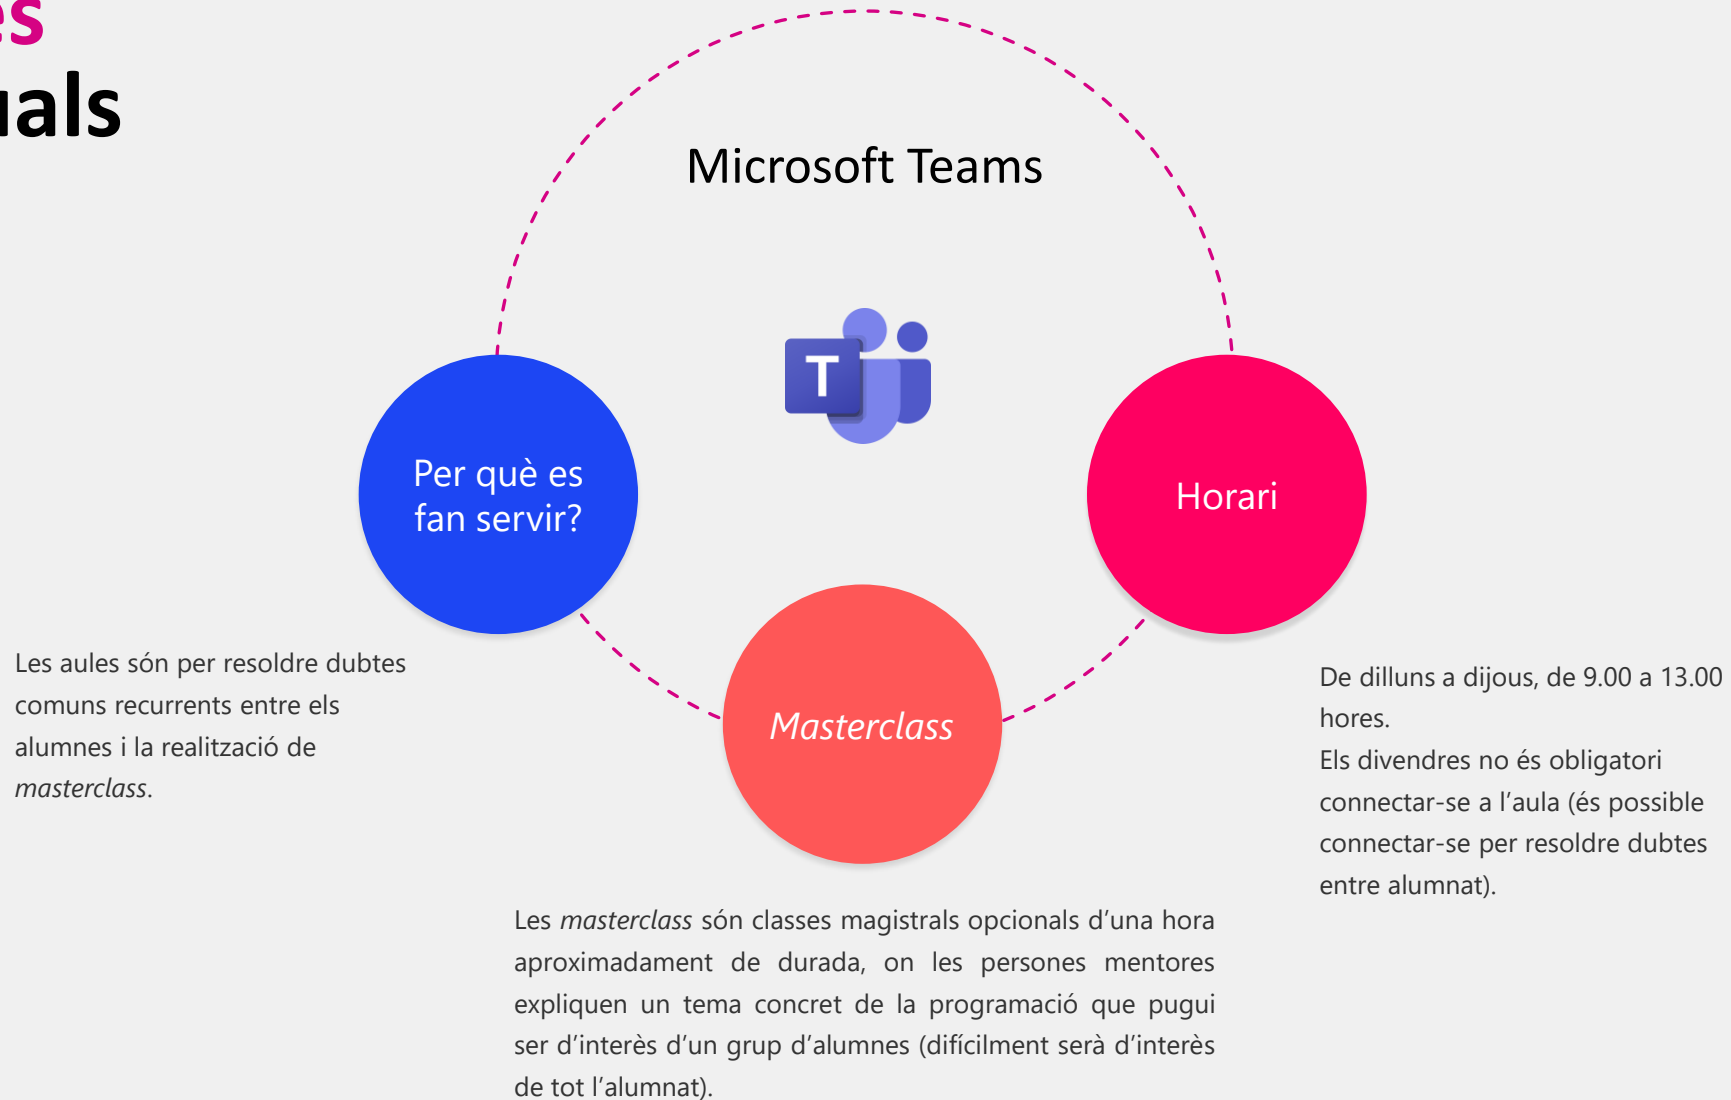 es
uals
Microsoft Teams
T
Per què es
fan servir?
Horari
Masterclass
Les aules són per resoldre dubtes
comuns recurrents entre els
alumnes i la realització de
masterclass.
De dilluns a dijous, de 9.00 a 13.00
hores.
Els divendres no és obligatori
connectar-se a l’aula (és possible
connectar-se per resoldre dubtes
entre alumnat).
Les masterclass són classes magistrals opcionals d’una hora
aproximadament de durada, on les persones mentores
expliquen un tema concret de la programació que pugui
ser d’interès d’un grup d’alumnes (difícilment serà d’interès
de tot l’alumnat).